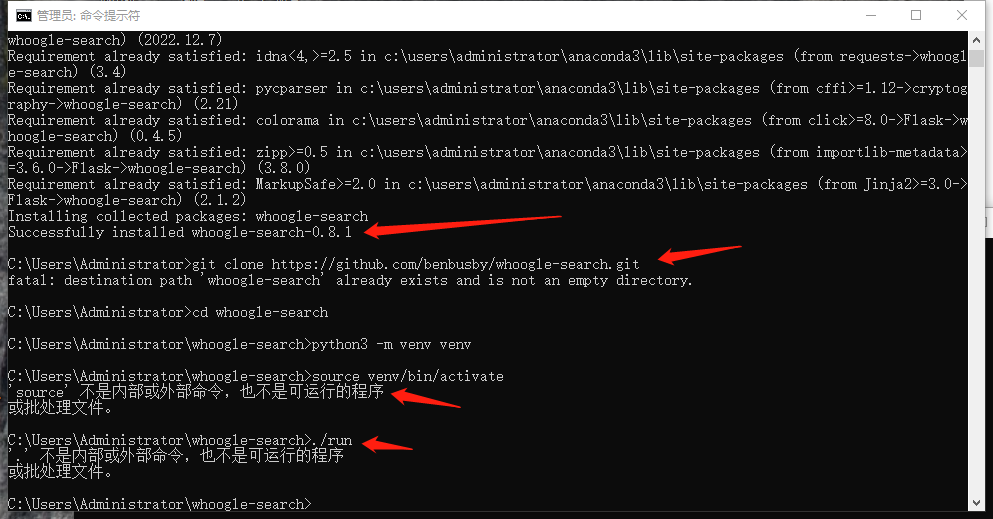 管理员: 命令提示符
whoogle-search) (2022.12.7)
Requirement already satisfied: idna<4,>=2.5 in c:\users\administrator\anaconda3\lib\site-packages (from requests->whoogl
e-search) (3.4)
Requirement already satisfied: pycparser in c:\users\administrator\anaconda3\lib\site-packages (from cffi>=1.12->cryptog
raphy->whoogle-search) (2.21)
Requirement already satisfied: colorama in c:\users\administrator\anaconda3\lib\site-packages (from click>=8.0->Flask->w
hoogle-search) (0.4.5)
Requirement already satisfied: zipp>=0.5 in c:\users\administrator\anaconda3\lib\site-packages (from importlib-metadata>
=3.6.0->Flask->whoogle-search) (3.8.0)
Requirement already satisfied: MarkupSafe>=2.0 in c:\users\administrator\anaconda3\lib\site-packages (from Jinja2>=3.0->
Flask->whoogle-search) (2.1.2)
Installing collected packages: whoogle-search
Successfully installed whoogle-search-0.8.1
C:\Users\Administrator>git clone https://github.com/benbusby/whoogle-search.git
fatal: destination path 'whoogle-search' already exists and is not an empty directory.
C:\Users\Administrator>cd whoogle-search
C:\Users\Administrator\whoogle-search>python3 -m venv venv
C:\Users\Administrator\whoogle-search>source venv/bin/activate
'source' 不是内部或外部命令，也不是可运行的程序
或批处理文件。
C:\Users\Administrator\whoogle-search>./run
'.' 不是内部或外部命令，也不是可运行的程序
或批处理文件。
C:\Users\Administrator\whoogle-search>